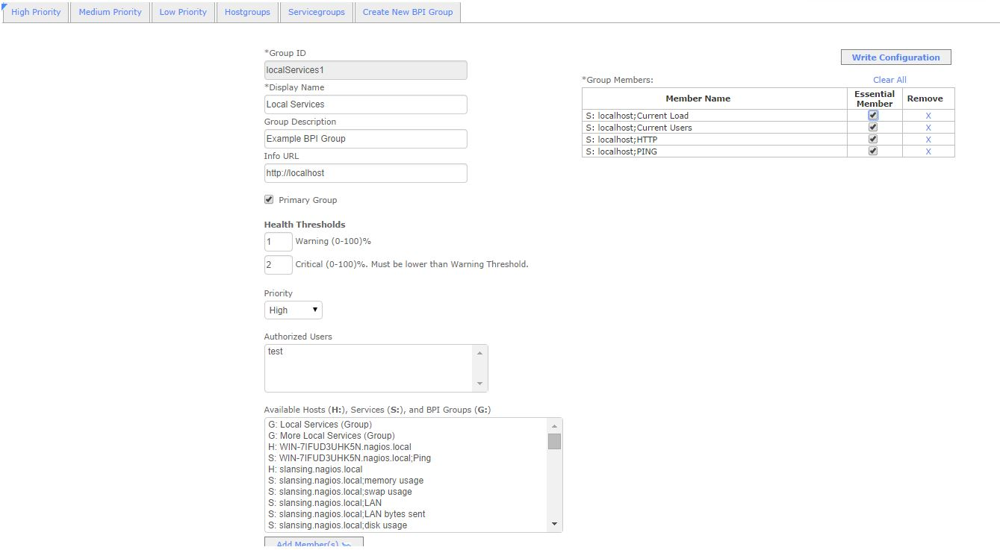 High Priority
Medium Priority
Low Priority
Hostgroups
Servicegroups
Create New BPI Group
*Group ID
localServices1
*Display Name
Local Services
Group Description
Example BPI Group
Info URL
http://localhost
Primary Group
Health Thresholds
1 Warning (0-100)%
2 Critical (0-100)%. Must be lower than Warning Threshold.
Priority
High
Authorized Users
test
Available Hosts (H:), Services (S:), and BPI Groups (G:)
G: Local Services (Group)
G: More Local Services (Group)
H: WIN-7IFUD3UHK5N.nagios.local
S: WIN-7IFUD3UHK5N.nagios.local;Ping
H: slansing.nagios.local
S: slansing.nagios.local;memory usage
S: slansing.nagios.local;swap usage
S: slansing.nagios.local;LAN
S: slansing.nagios.local;LAN bytes sent
S: slansing.nagios.local;disk usage
Add Member(s)
Write Configuration
*Group Members:
Clear All
Member Name
Essential
Member
Remove
S: localhost;Current Load X
S: localhost;Current Users X
S: localhost;HTTP X
S: localhost;PING X